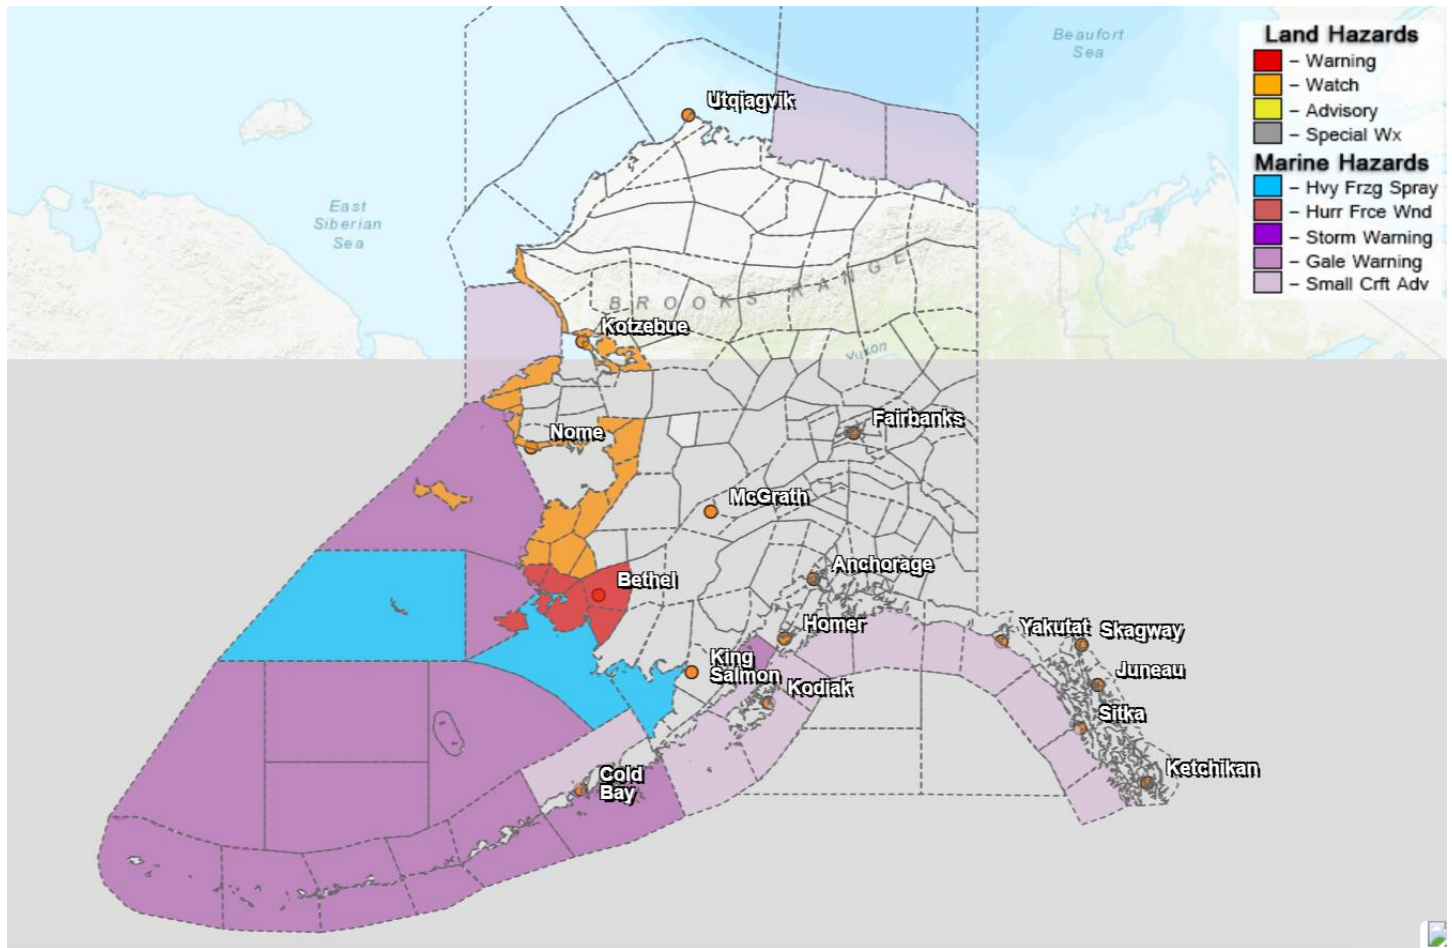 Beaufort
Sea
Land Hazards
– Warning
– Watch
– Advisory
– Special Wx
Marine Hazards
– Hvy Frzg Spray
– Hurr Frce Wnd
– Storm Warning
– Gale Warning
– Small Crft Adv
Utqiagvik
East
Siberian
Sea
BROOKS RANGE
Kotzebue
Yukon
Fairbanks
Nome
McGrath
Anchorage
Bethel
Homer
Yakutat
Skagway
King
Salmon
Juneau
Kodiak
Sitka
Cold
Bay
Ketchikan